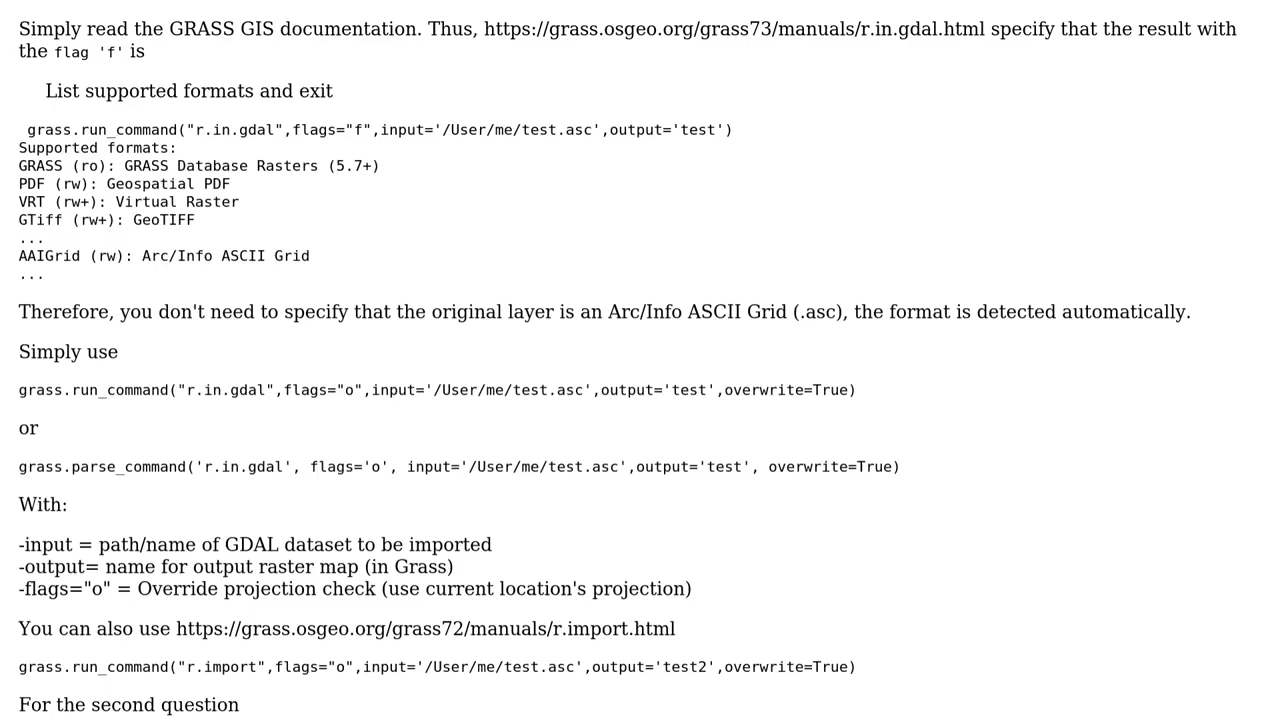 Simply read the GRASS GIS documentation. Thus, https://grass.osgeo.org/grass73/manuals/r.in.gdal.html specify that the result with
the flag 'f' is
List supported formats and exit
grass.run_command("r.in.gdal",flags="f",input='/User/me/test.asc',output='test')
Supported formats:
GRASS (ro): GRASS Database Rasters (5.7+)
PDF (rw): Geospatial PDF
VRT (rw+): Virtual Raster
GTiff (rw+): GeoTIFF
...
AAIGrid (rw): Arc/Info ASCII Grid
...
Therefore, you don't need to specify that the original layer is an Arc/Info ASCII Grid (.asc), the format is detected automatically.
Simply use
grass.run_command("r.in.gdal",flags="o",input='/User/me/test.asc',output='test',overwrite=True)
or
grass.parse_command('r.in.gdal', flags='o', input='/User/me/test.asc',output='test', overwrite=True)
With:
-input = path/name of GDAL dataset to be imported
-output= name for output raster map (in Grass)
-flags="o" = Override projection check (use current location's projection)
You can also use https://grass.osgeo.org/grass72/manuals/r.import.html
grass.run_command("r.import",flags="o",input='/User/me/test.asc',output='test2',overwrite=True)
For the second question